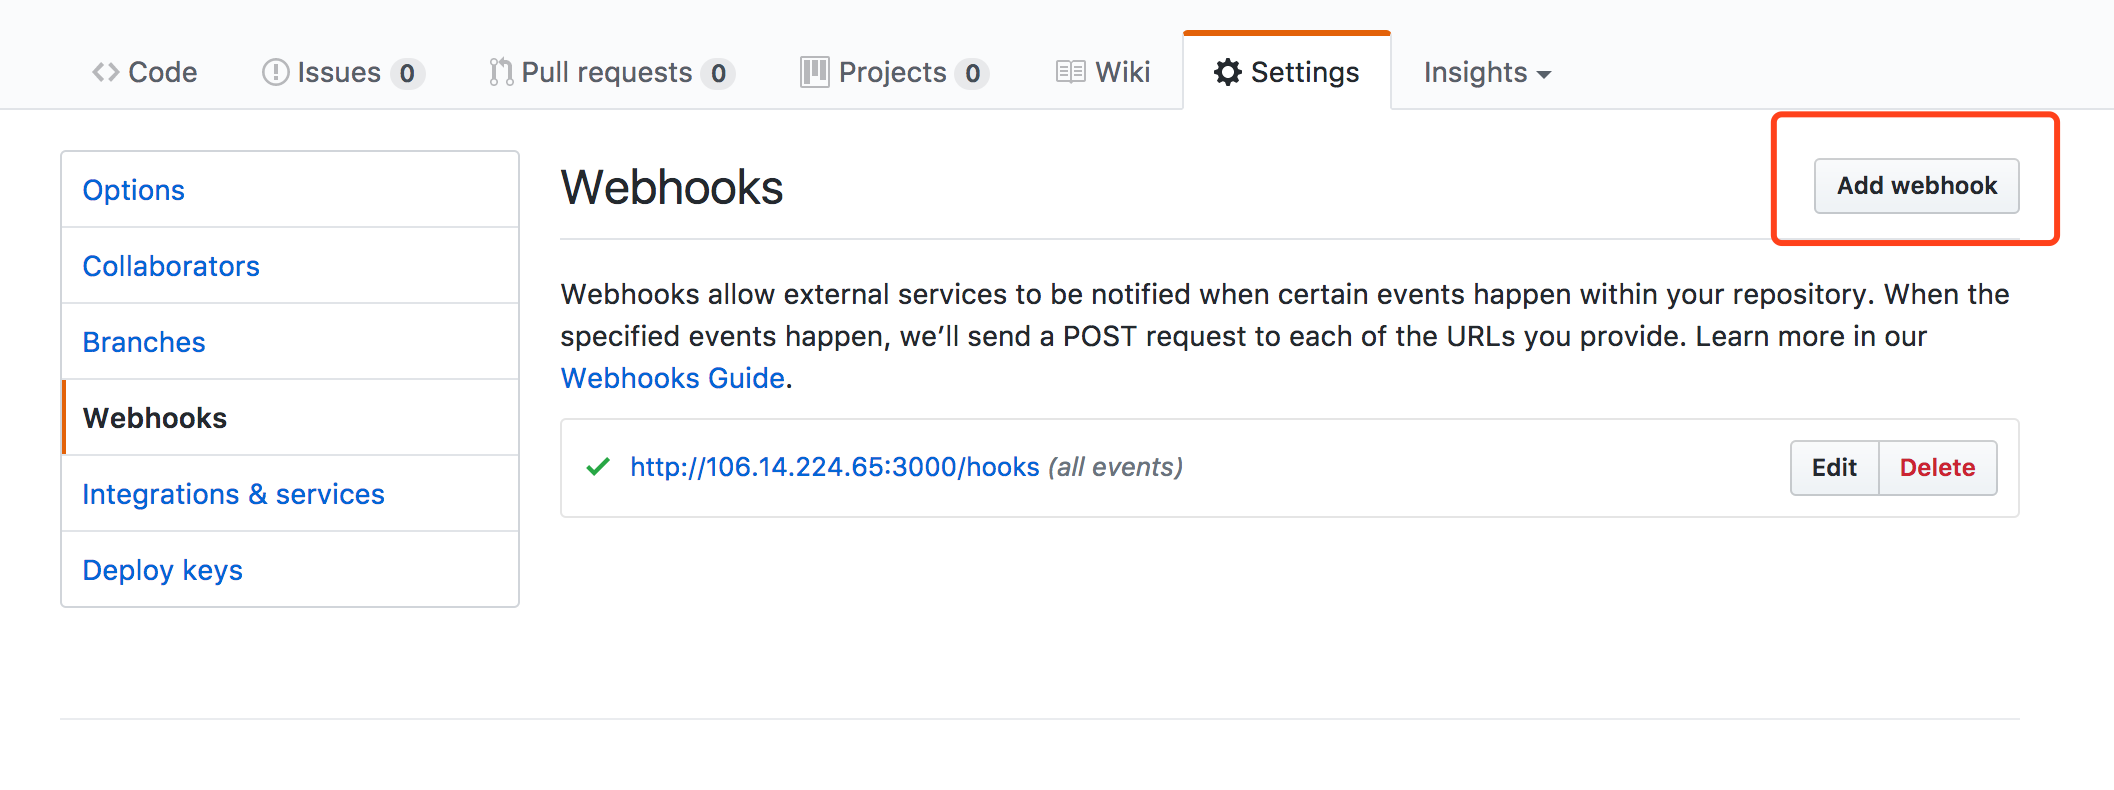 Code Issues 0 Pull requests 0 Projects 0 Wiki Settings Insights
Options
Collaborators
Branches
Webhooks
Integrations & services
Deploy keys
Webhooks
Add webhook
Webhooks allow external services to be notified when certain events happen within your repository. When the
specified events happen, we’ll send a POST request to each of the URLs you provide. Learn more in our
Webhooks Guide.
http://106.14.224.65:3000/hooks (all events)
Edit Delete